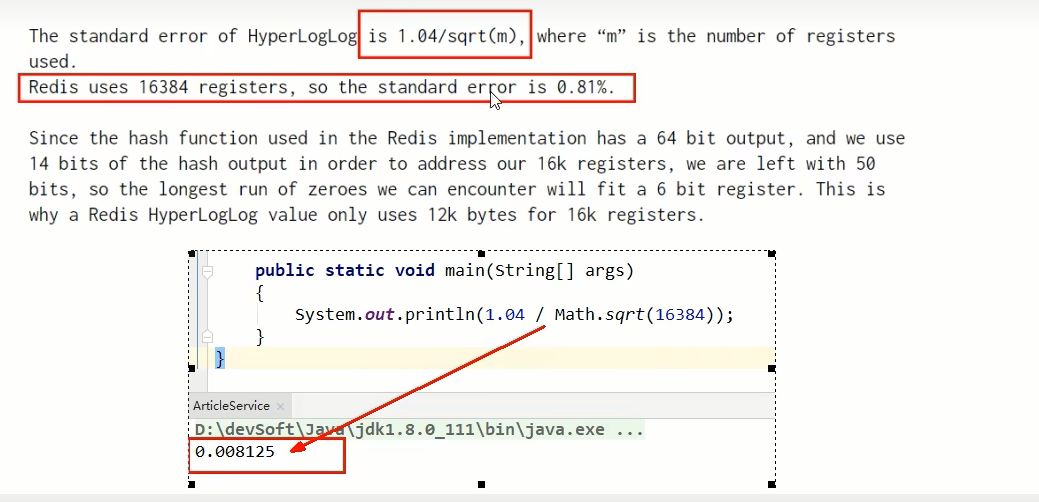 The standard error of HyperLogLog is 1.04/sqrt(m), where “m” is the number of registers
used.
Redis uses 16384 registers, so the standard error is 0.81%.
Since the hash function used in the Redis implementation has a 64 bit output, and we use
14 bits of the hash output in order to address our 16k registers, we are left with 50
bits, so the longest run of zeroes we can encounter will fit a 6 bit register. This is
why a Redis HyperLogLog value only uses 12k bytes for 16k registers.
public static void main(String[] args)
{
System.out.println(1.04 / Math.sqrt(16384));
}
}
ArticleService ×
D:\devSoft\Java\jdk1.8.0_111\bin\java.exe ...
0.008125